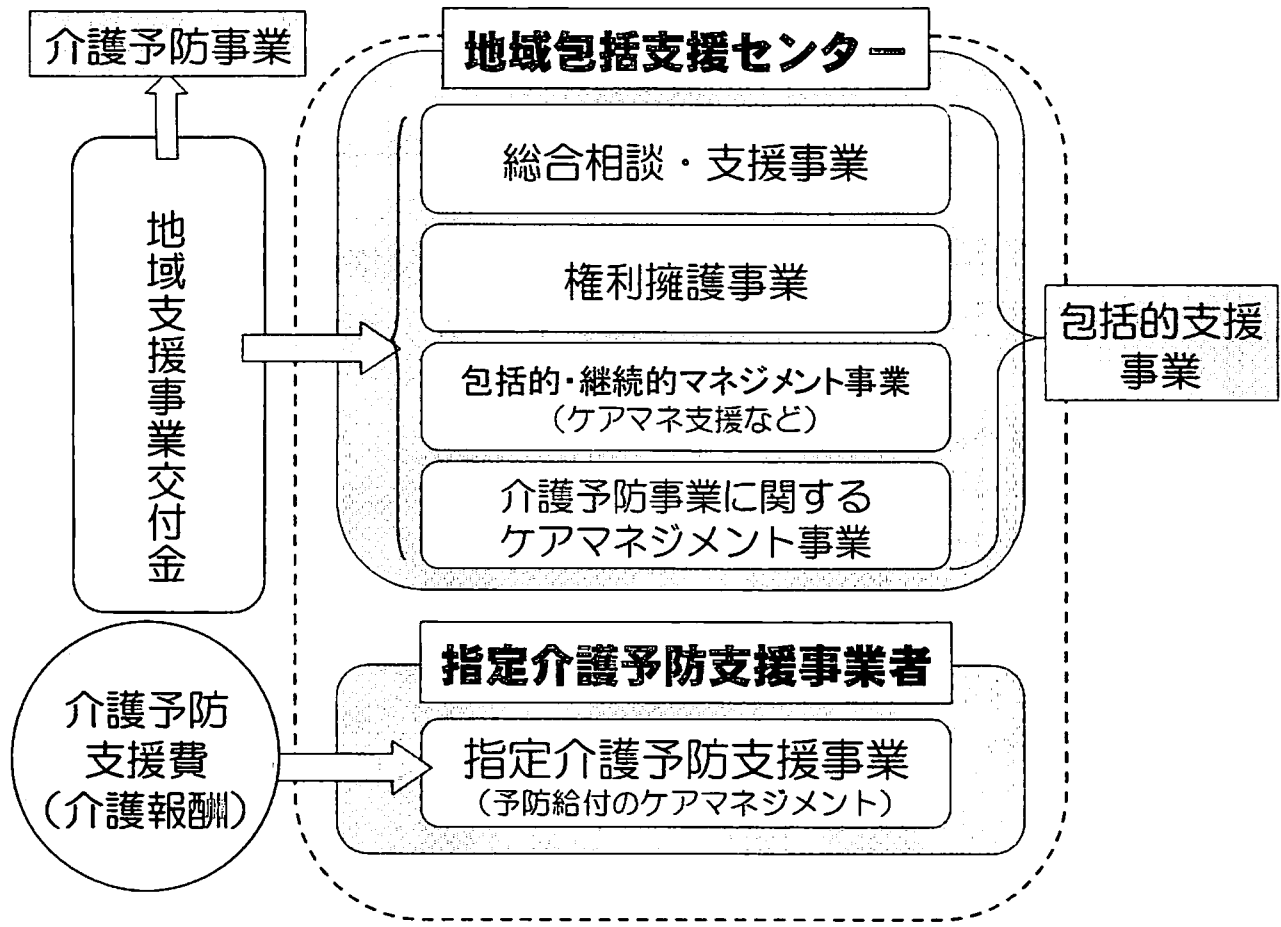 介護予防事業
地域支援事業交付金
介護予防
支援費
（介護報酬）
地域包括支援センター
総合相談・支援事業
権利擁護事業
包括的・継続的マネジメント事業
（ケアマネ支援など）
介護予防事業に関する
ケアマネジメント事業
包括的支援
事業
指定介護予防支援事業者
指定介護予防支援事業
（予防給付のケアマネジメント）